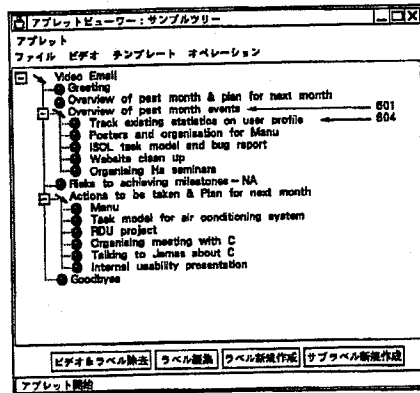 アプレットビューワー：サンプルツリー
アプレット
ファイル ビデオ テンプレート オペレーション
Video Email
Greeting
Overview of past month & plan for next month
Overview of past month events
601
Track existing statistics on user profile
604
Posters and organisation for Manu
ISOL task model and bug report
Website clean up
Organising Ha seminars
Risks to achieving milestones - NA
Actions to be taken & Plan for next month
Menu
Task model for air conditioning system
RDU project
Organising meeting with C
Talking to James about C
Internal usability presentation
Goodbyes
ビデオ&ラベル除去 ラベル編集 ラベル新規作成 サブラベル新規作成
アプレット開始